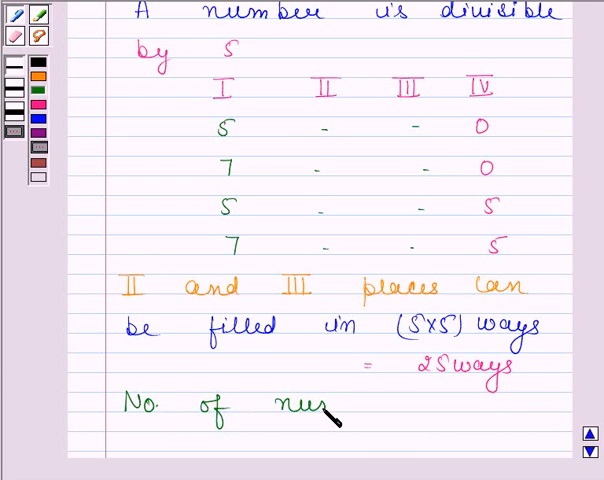 A number is divisible
by 5
I II III IV
5 - - 0
7 - - 0
5 - - 5
7 - - 5
II and III places can
be filled in (5×5) ways
= 25 ways
No. of nu